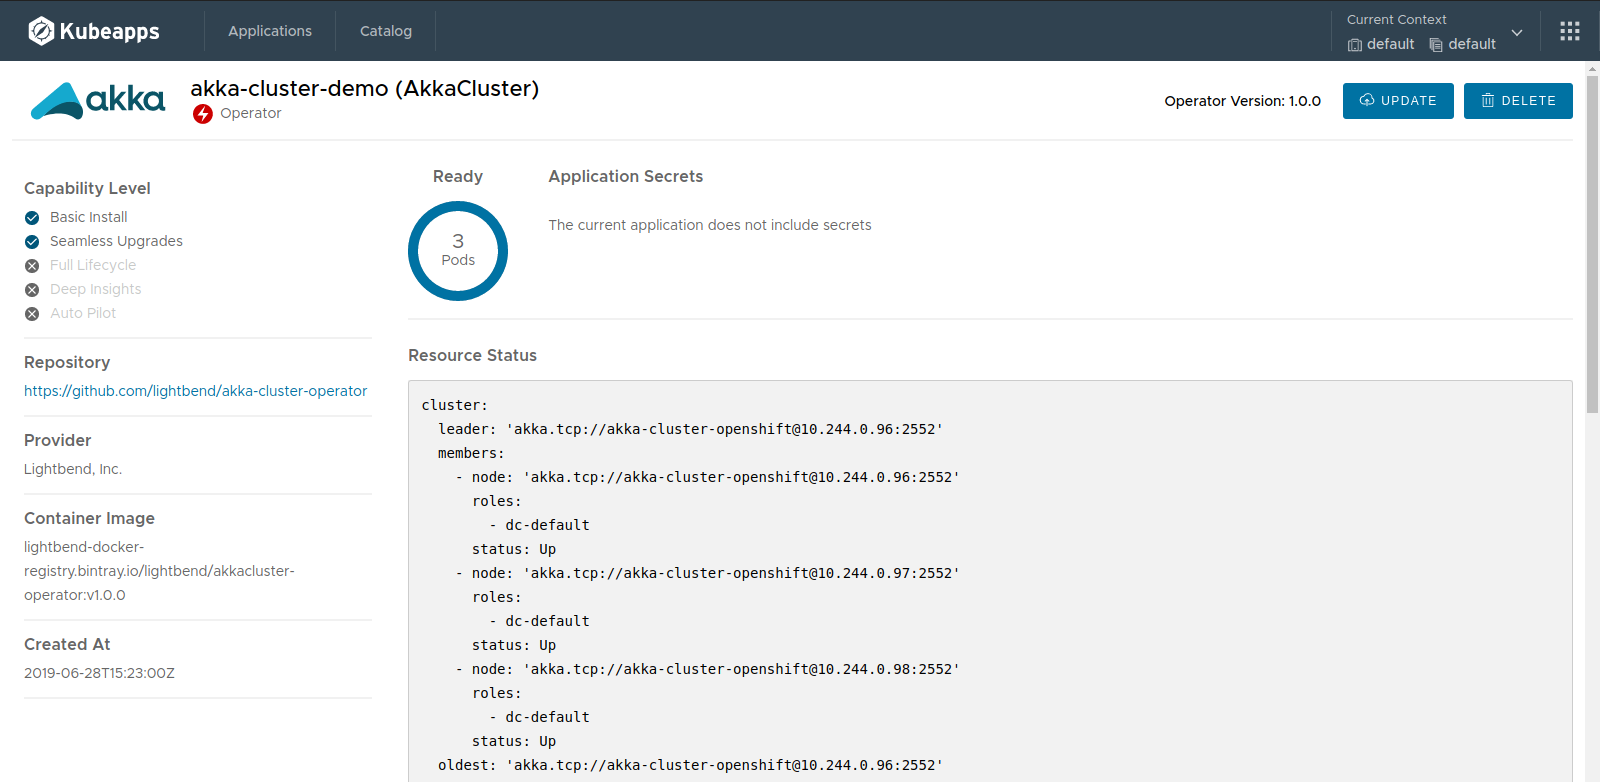 Kubeapps
Applications
Catalog
Current Context
default default
akka
akka-cluster-demo (AkkaCluster)
Operator
Operator Version: 1.0.0
UPDATE
DELETE
Capability Level
Basic Install
Seamless Upgrades
Full Lifecycle
Deep Insights
Auto Pilot
Repository
https://github.com/lightbend/akka-cluster-operator
Provider
Lightbend, Inc.
Container Image
lightbend-docker-
registry.bintray.io/lightbend/akkacluster-
operator:v1.0.0
Created At
2019-06-28T15:23:00Z
Ready
3
Pods
Application Secrets
The current application does not include secrets
Resource Status
cluster:
  leader: 'akka.tcp://akka-cluster-openshift@10.244.0.96:2552'
  members:
    - node: 'akka.tcp://akka-cluster-openshift@10.244.0.96:2552'
      roles:
        - dc-default
      status: Up
    - node: 'akka.tcp://akka-cluster-openshift@10.244.0.97:2552'
      roles:
        - dc-default
      status: Up
    - node: 'akka.tcp://akka-cluster-openshift@10.244.0.98:2552'
      roles:
        - dc-default
      status: Up
  oldest: 'akka.tcp://akka-cluster-openshift@10.244.0.96:2552'